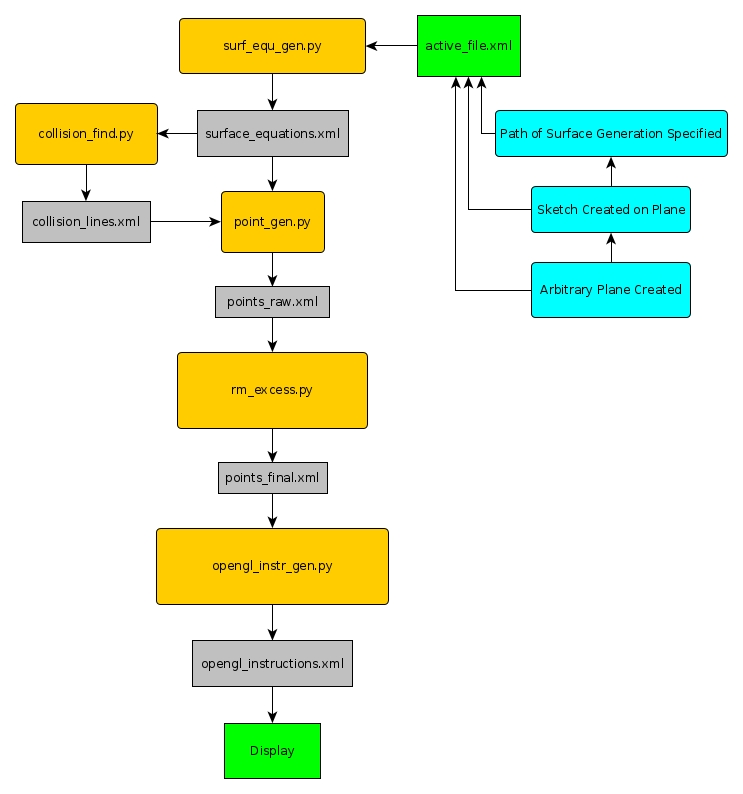 surf_equ_gen.py
active_file.xml
collision_find.py
surface_equations.xml
Path of Surface Generation Specified
collision_lines.xml
point_gen.py
Sketch Created on Plane
points_raw.xml
Arbitrary Plane Created
rm_excess.py
points_final.xml
opengl_instr_gen.py
opengl_instructions.xml
Display